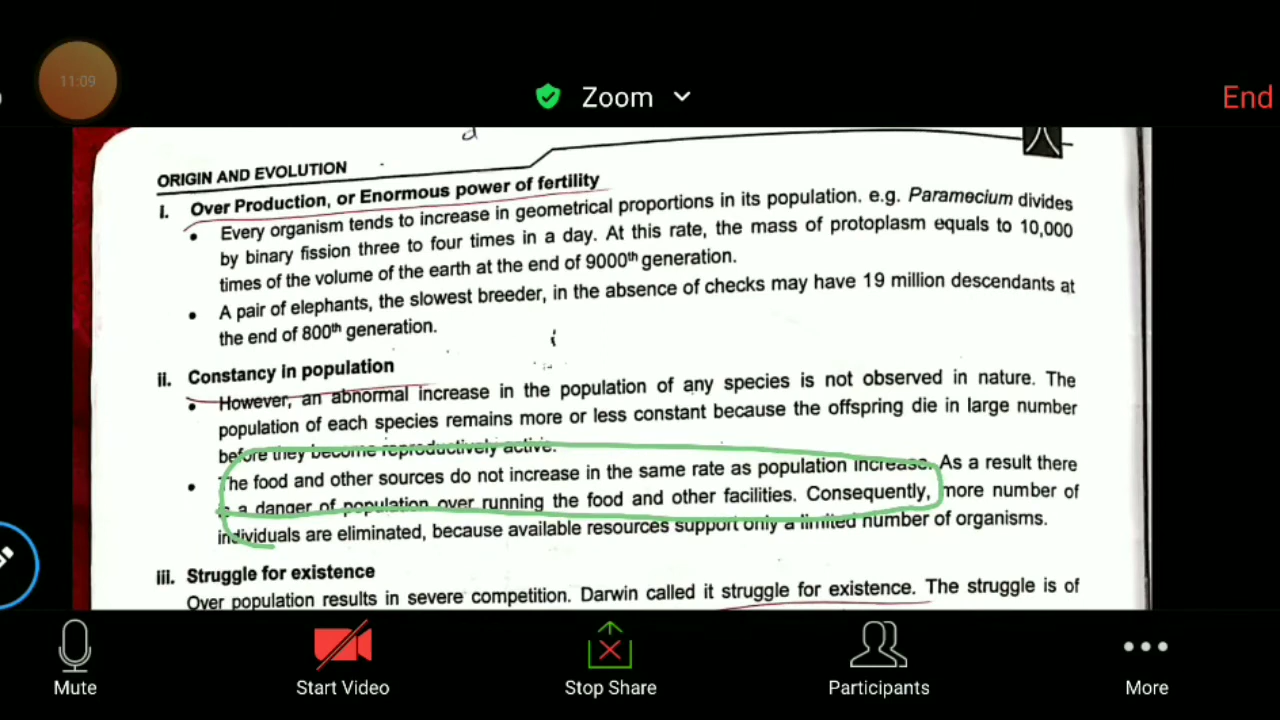 11:09
Zoom
End
ORIGIN AND EVOLUTION
i. Over Production, or Enormous power of fertility
• Every organism tends to increase in geometrical proportions in its population. e.g. Paramecium divides
by binary fission three to four times in a day. At this rate, the mass of protoplasm equals to 10,000
times of the volume of the earth at the end of 9000th generation.
• A pair of elephants, the slowest breeder, in the absence of checks may have 19 million descendants at
the end of 800th generation.
ii. Constancy in population
• However, an abnormal increase in the population of any species is not observed in nature. The
population of each species remains more or less constant because the offspring die in large number
before they become reproductively active.
• The food and other sources do not increase in the same rate as population increase. As a result there
is a danger of population over running the food and other facilities. Consequently, more number of
individuals are eliminated, because available resources support only a limited number of organisms.
iii. Struggle for existence
Over population results in severe competition. Darwin called it struggle for existence. The struggle is of
Mute
Start Video
Stop Share
Participants
More